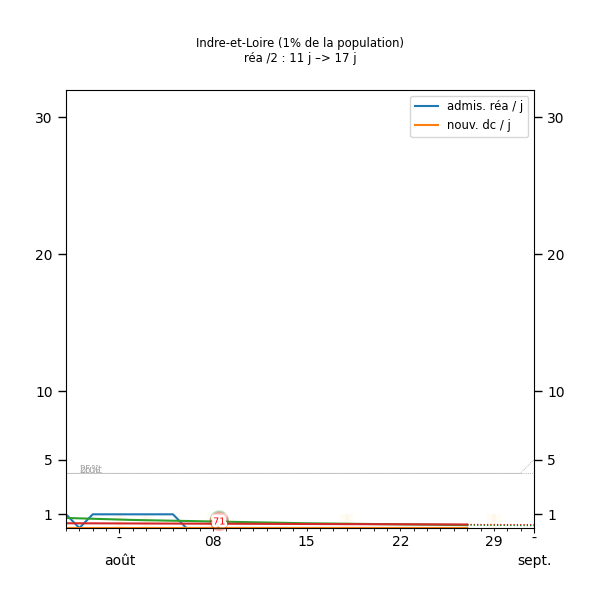 Indre-et-Loire (1% de la population)
réa /2 : 11 j –> 17 j
admis. réa / j
nouv. dc / j
30 30
20 20
10 10
5 5
25%
1 1
71
- 08 15 22 29 -
août sept.